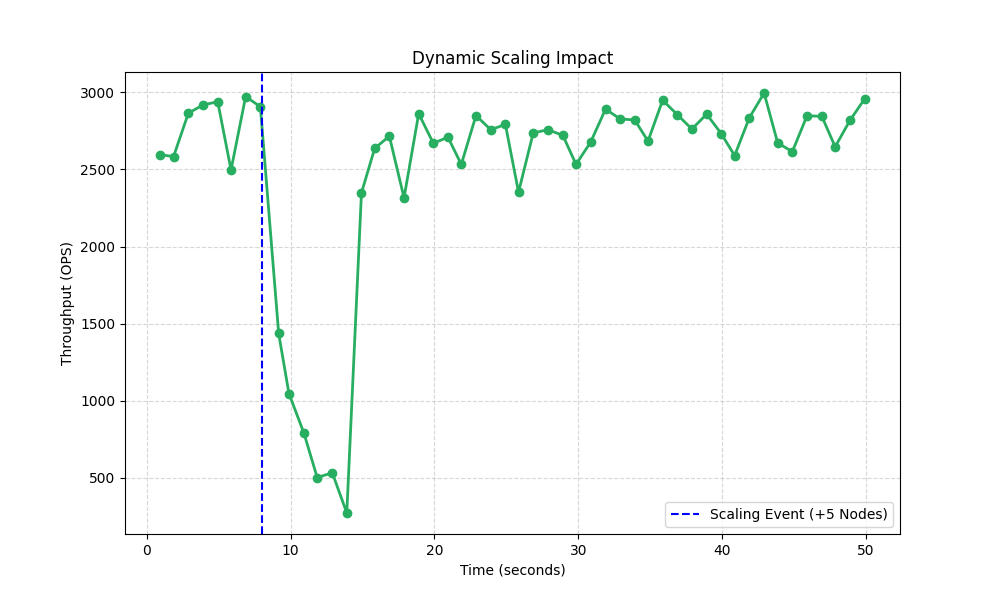 Dynamic Scaling Impact
3000
2500
2000
1500
1000
500
Throughput (OPS)
Scaling Event (+5 Nodes)
0 10 20 30 40 50
Time (seconds)